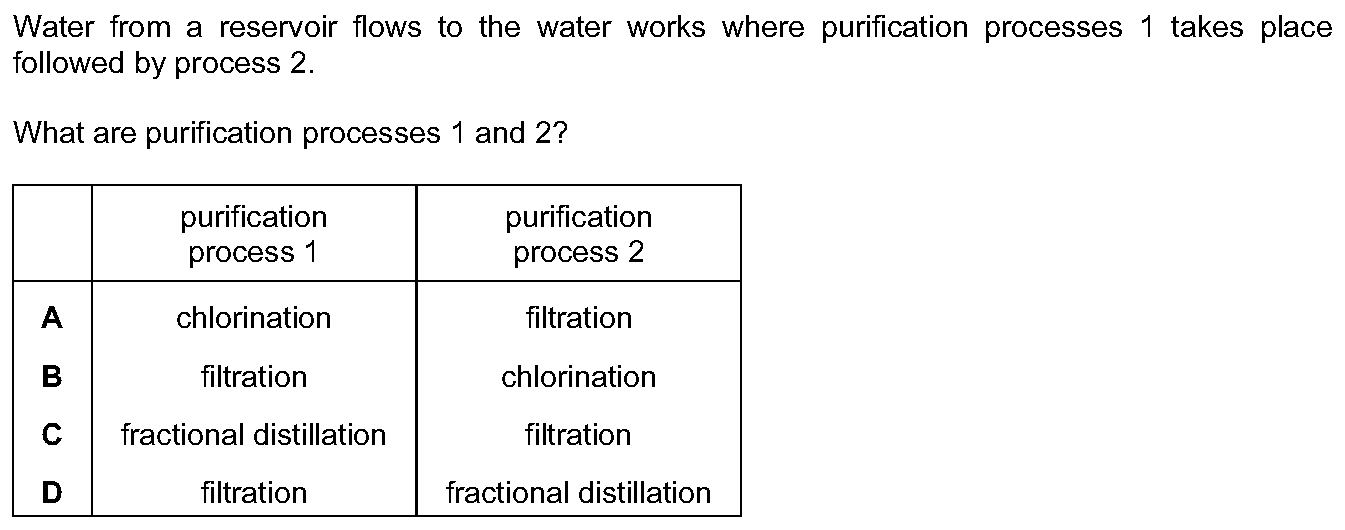 Water from a reservoir flows to the water works where purification processes 1 takes place
followed by process 2.
What are purification processes 1 and 2?
purification process 1 purification process 2
A chlorination filtration
B filtration chlorination
C fractional distillation filtration
D filtration fractional distillation